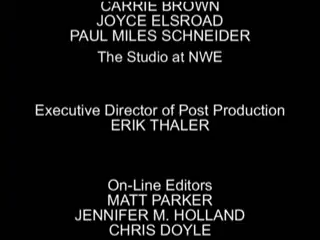 CARRIE BROWN
JOYCE ELSROAD
PAUL MILES SCHNEIDER
The Studio at NWE
Executive Director of Post Production
ERIK THALER
On-Line Editors
MATT PARKER
JENNIFER M. HOLLAND
CHRIS DOYLE